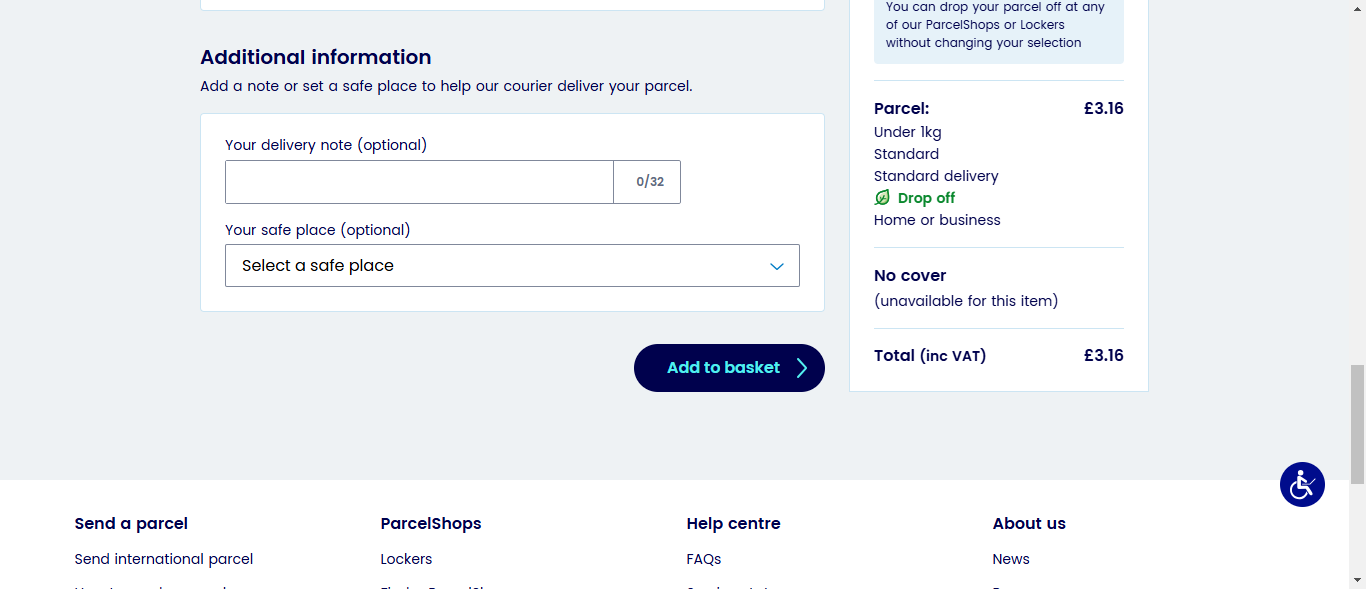 You can drop your parcel off at any
of our ParcelShops or Lockers
without changing your selection
Additional information
Add a note or set a safe place to help our courier deliver your parcel.
Your delivery note (optional)
0/32
Your safe place (optional)
Select a safe place
Add to basket
Parcel: £3.16
Under 1kg
Standard
Standard delivery
Drop off
Home or business
No cover
(unavailable for this item)
Total (inc VAT) £3.16
Send a parcel
Send international parcel
ParcelShops
Lockers
Help centre
FAQs
About us
News